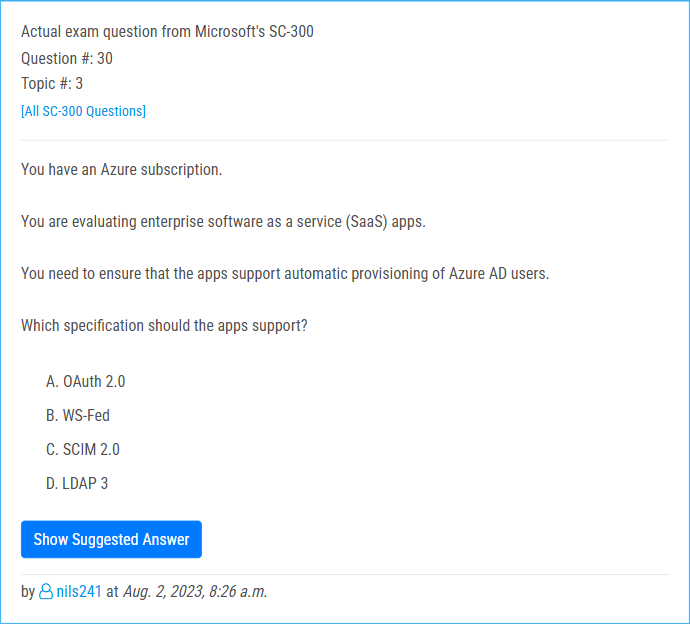 Actual exam question from Microsoft's SC-300
Question #: 30
Topic #: 3
[All SC-300 Questions]
You have an Azure subscription.
You are evaluating enterprise software as a service (SaaS) apps.
You need to ensure that the apps support automatic provisioning of Azure AD users.
Which specification should the apps support?
A. OAuth 2.0
B. WS-Fed
C. SCIM 2.0
D. LDAP 3
Show Suggested Answer
by nils241 at Aug. 2, 2023, 8:26 a.m.